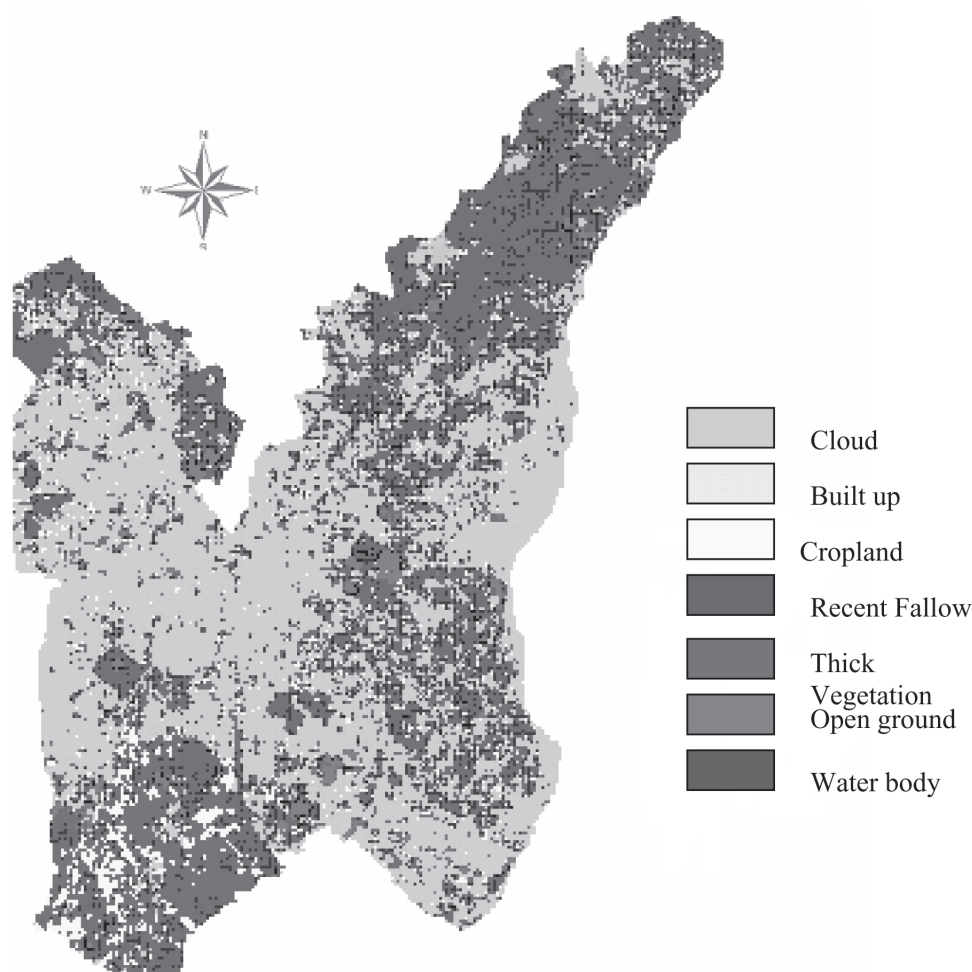 N
W
E
S
Cloud
Built up
Cropland
Recent Fallow
Thick
Vegetation
Open ground
Water body